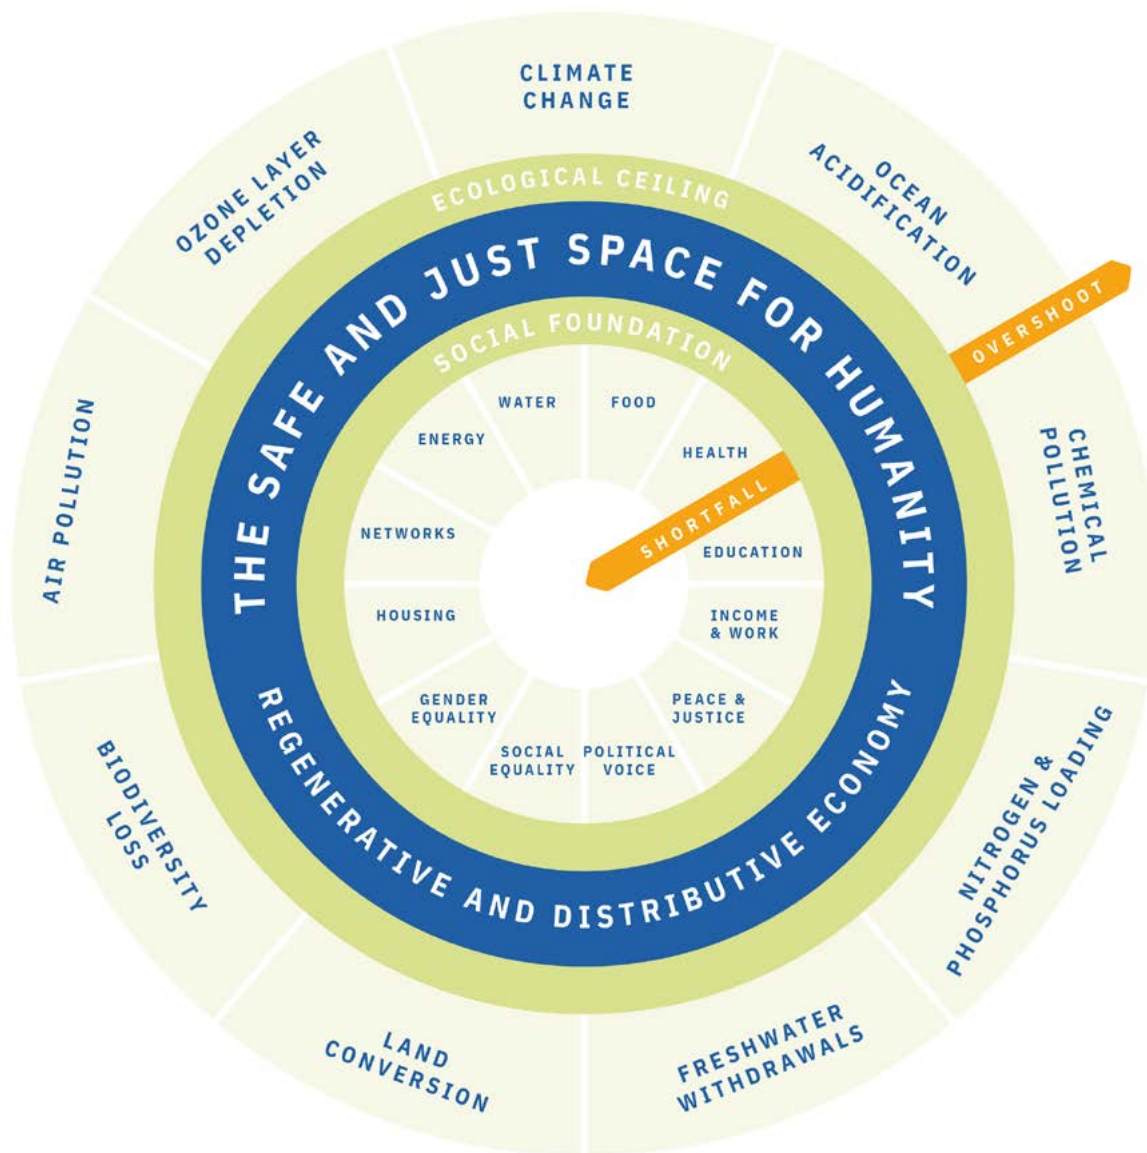 CLIMATE
CHANGE
OCEAN
ACIDIFICATION
OVERSHOOT
CHEMICAL
POLLUTION
NITROGEN &
PHOSPHORUS LOADING
FRESHWATER
WITHDRAWALS
LAND
CONVERSION
BIODIVERSITY
LOSS
AIR POLLUTION
OZONE LAYER
DEPLETION
ECOLOGICAL CEILING
THE SAFE AND JUST SPACE FOR HUMANITY
REGENERATIVE AND DISTRIBUTIVE ECONOMY
SOCIAL FOUNDATION
WATER
FOOD
HEALTH
SHORTFALL
EDUCATION
INCOME
& WORK
PEACE &
JUSTICE
POLITICAL
VOICE
SOCIAL
EQUALITY
GENDER
EQUALITY
HOUSING
NETWORKS
ENERGY